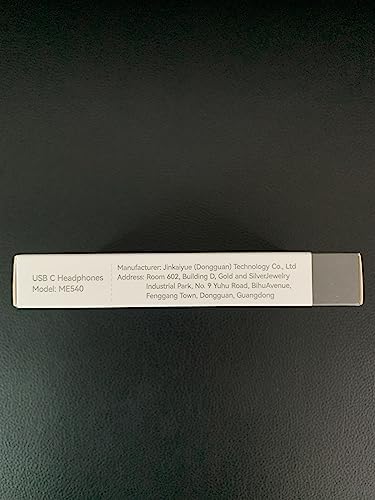 USB C Headphones
Model: ME540
Manufacturer: Jinkaiyue (Dongguan) Technology Co., Ltd
Address: Room 602, Building D, Gold and SilverJewelry
Industrial Park, No. 9 Yuhu Road, BihuAvenue,
Fenggang Town, Dongguan, Guangdong